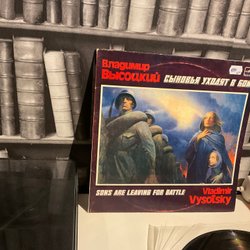 Владимир
ВЫСОЦКИЙ
СЫНОВЬЯ УХОДЯТ В БОЙ
SONS ARE LEAVING FOR BATTLE
Vladimir
Vysotsky